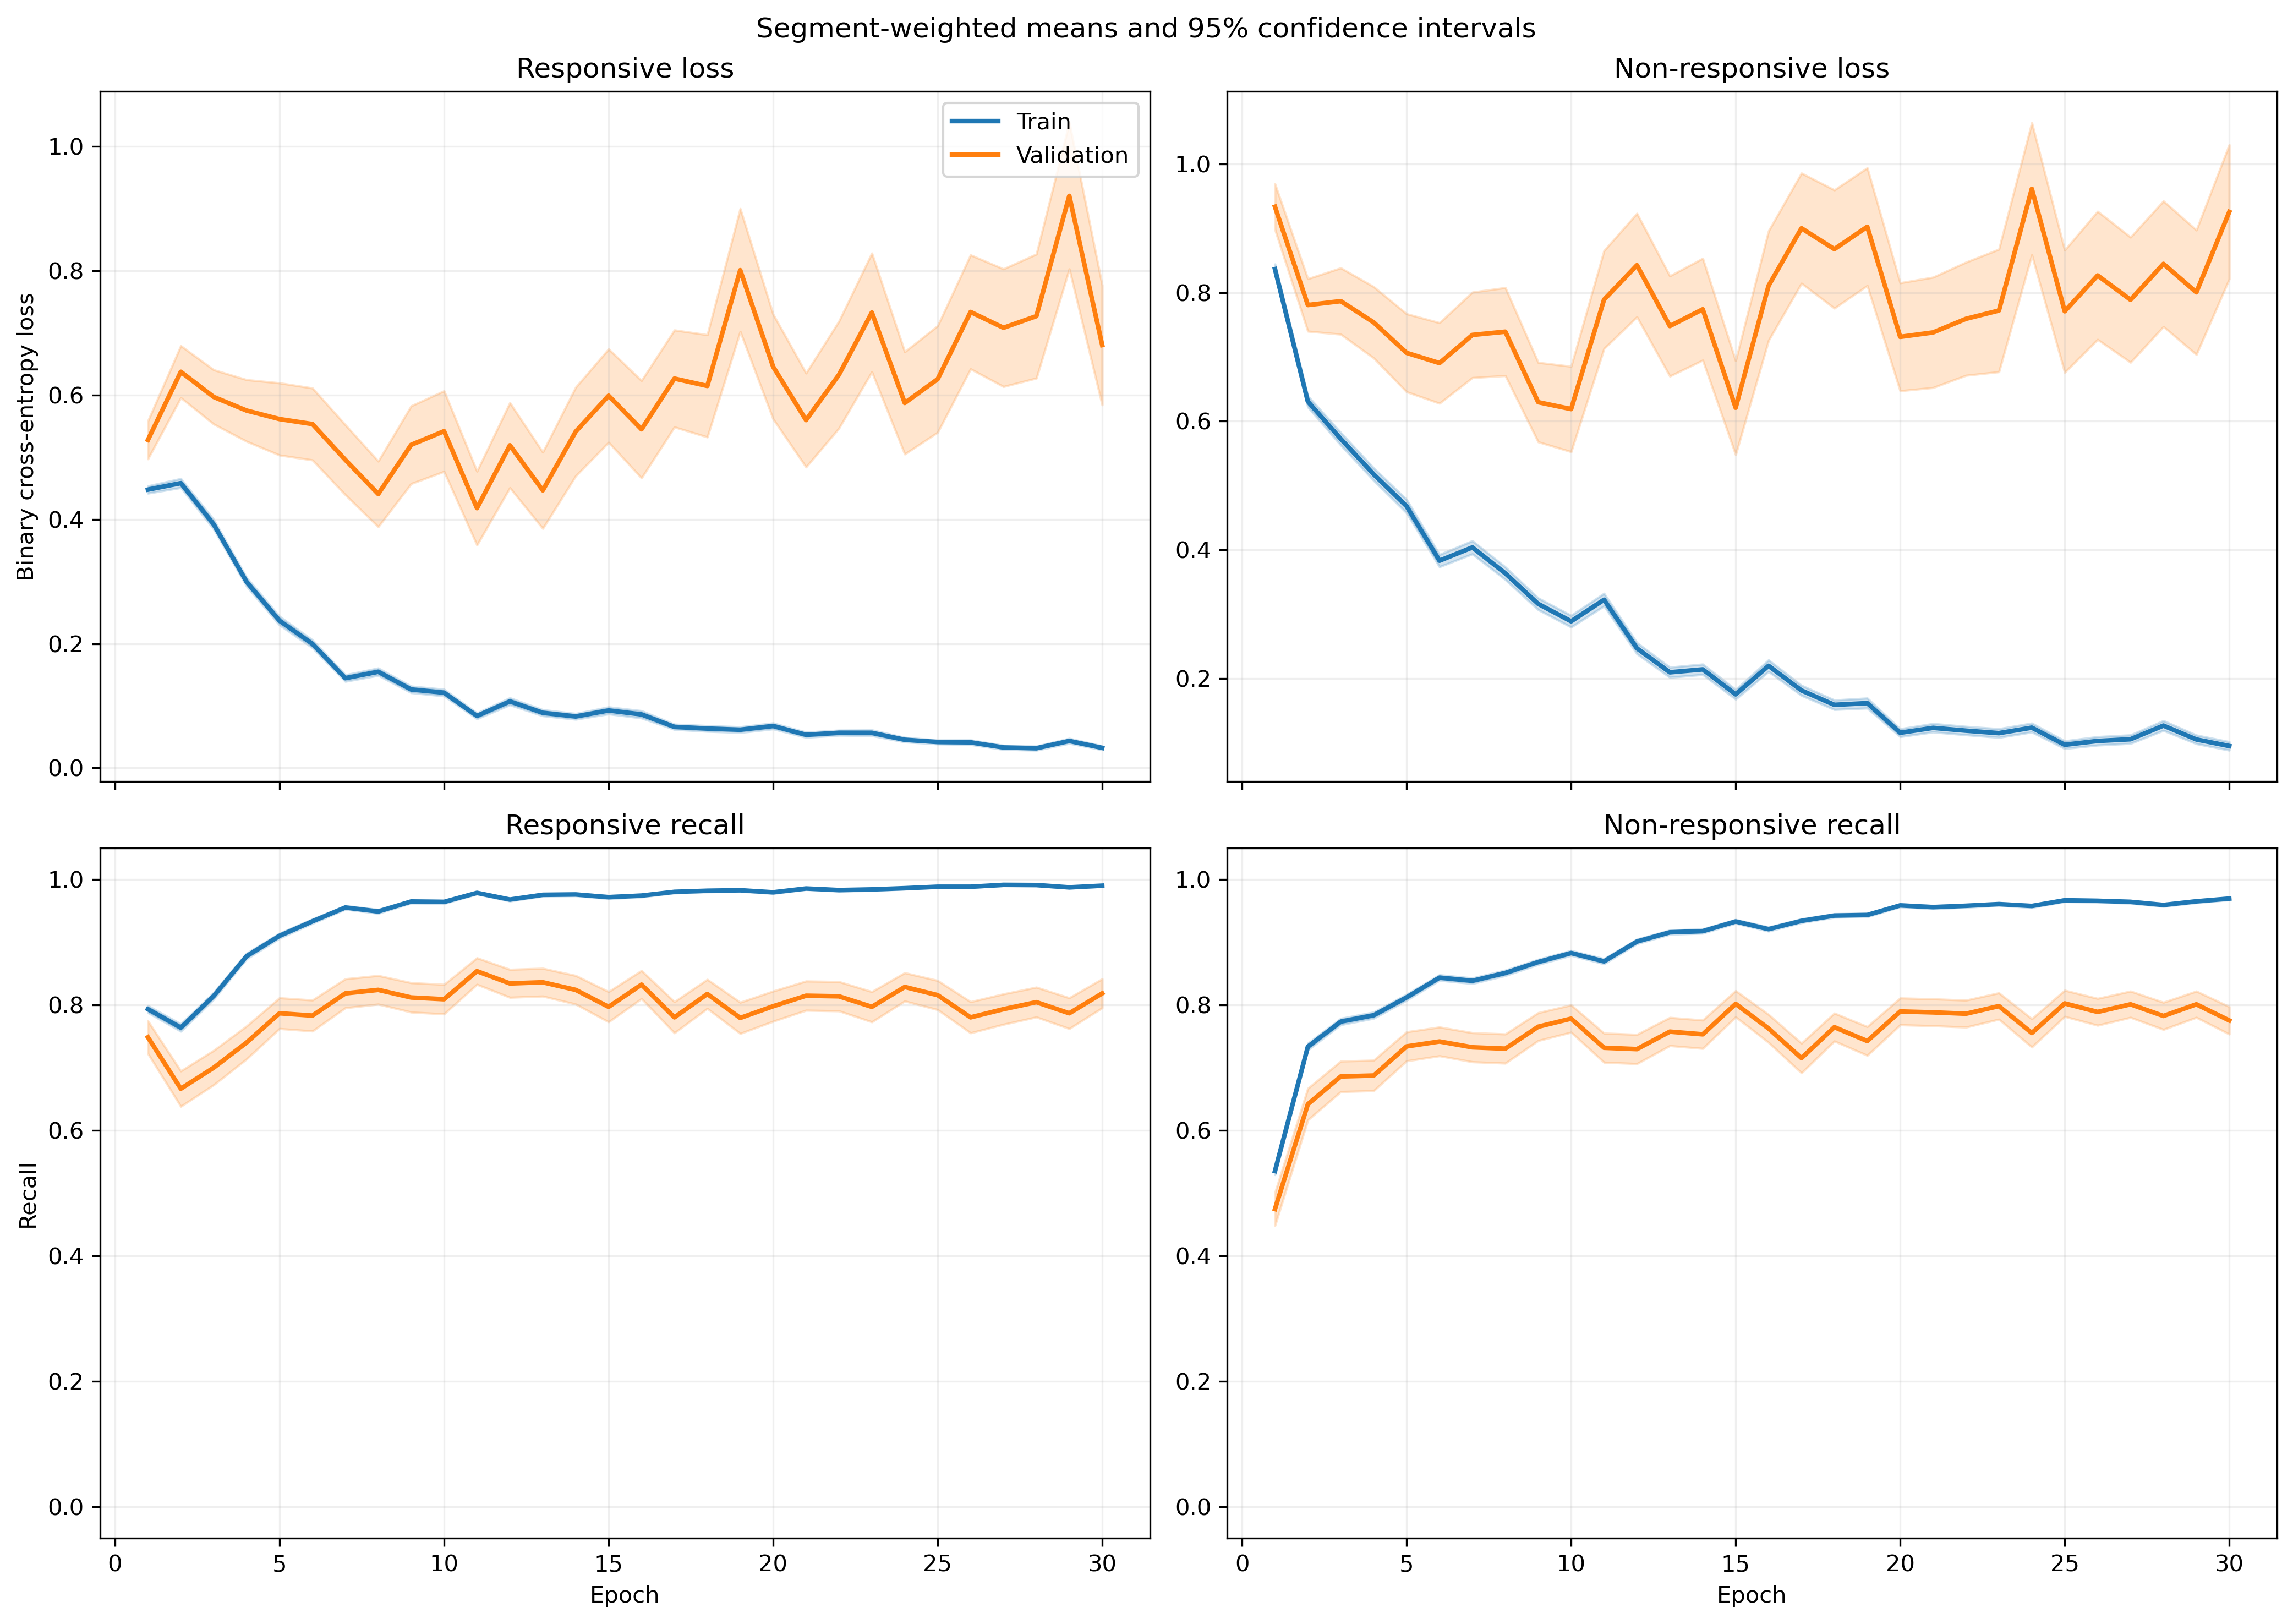 Segment-weighted means and 95% confidence intervals
Responsive loss
Non-responsive loss
Train
Validation
Binary cross-entropy loss
1.0
0.8
0.6
0.4
0.2
0.0
1.0
0.8
0.6
0.4
0.2
Responsive recall
Non-responsive recall
Recall
1.0
0.8
0.6
0.4
0.2
0.0
0 5 10 15 20 25 30
Epoch
1.0
0.8
0.6
0.4
0.2
0.0
0 5 10 15 20 25 30
Epoch